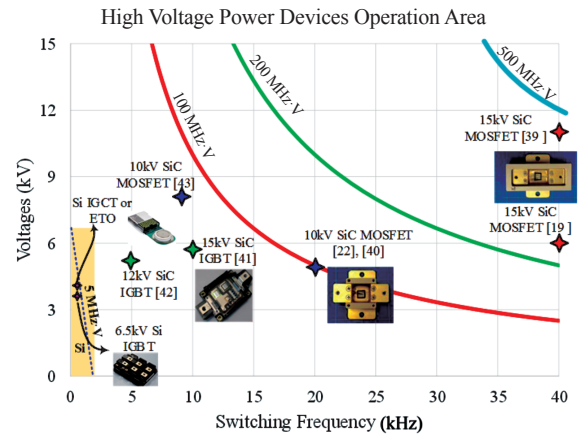 High Voltage Power Devices Operation Area
15
12
9
6
3
0
Voltages (kV)
100 MHz·V
200 MHz·V
500 MHz·V
15kV SiC
MOSFET [39 ]
10kV SiC
MOSFET [43]
Si IGCT or
ETO
15kV SiC
MOSFET [19 ]
15kV SiC
IGBT [41]
10kV SiC MOSFET
[22], [40]
12kV SiC
IGBT [42]
5 MHz·V
Si
6.5kV Si
IGBT
0
5
10
15
20
25
30
35
40
Switching Frequency (kHz)